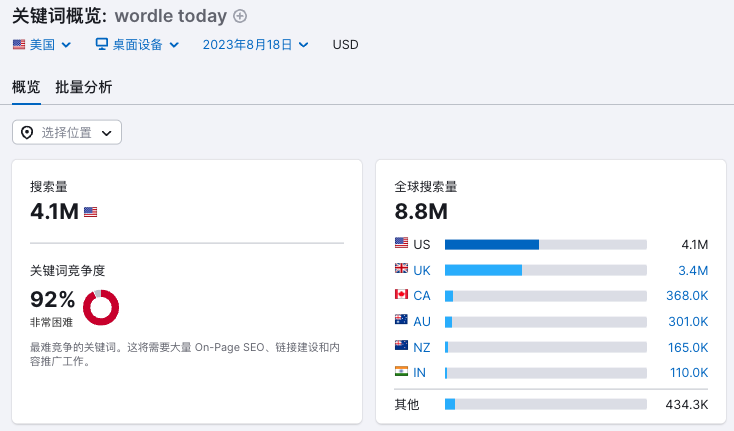 关键词概览: wordle today
美国 桌面设备 2023年8月18日 USD
概览 批量分析
选择位置
搜索量
4.1M
关键词竞争度
92%
非常困难
最难竞争的关键词。这将需要大量 On-Page SEO、链接建设和内
容推广工作。
全球搜索量
8.8M
US 4.1M
UK 3.4M
CA 368.0K
AU 301.0K
NZ 165.0K
IN 110.0K
其他 434.3K